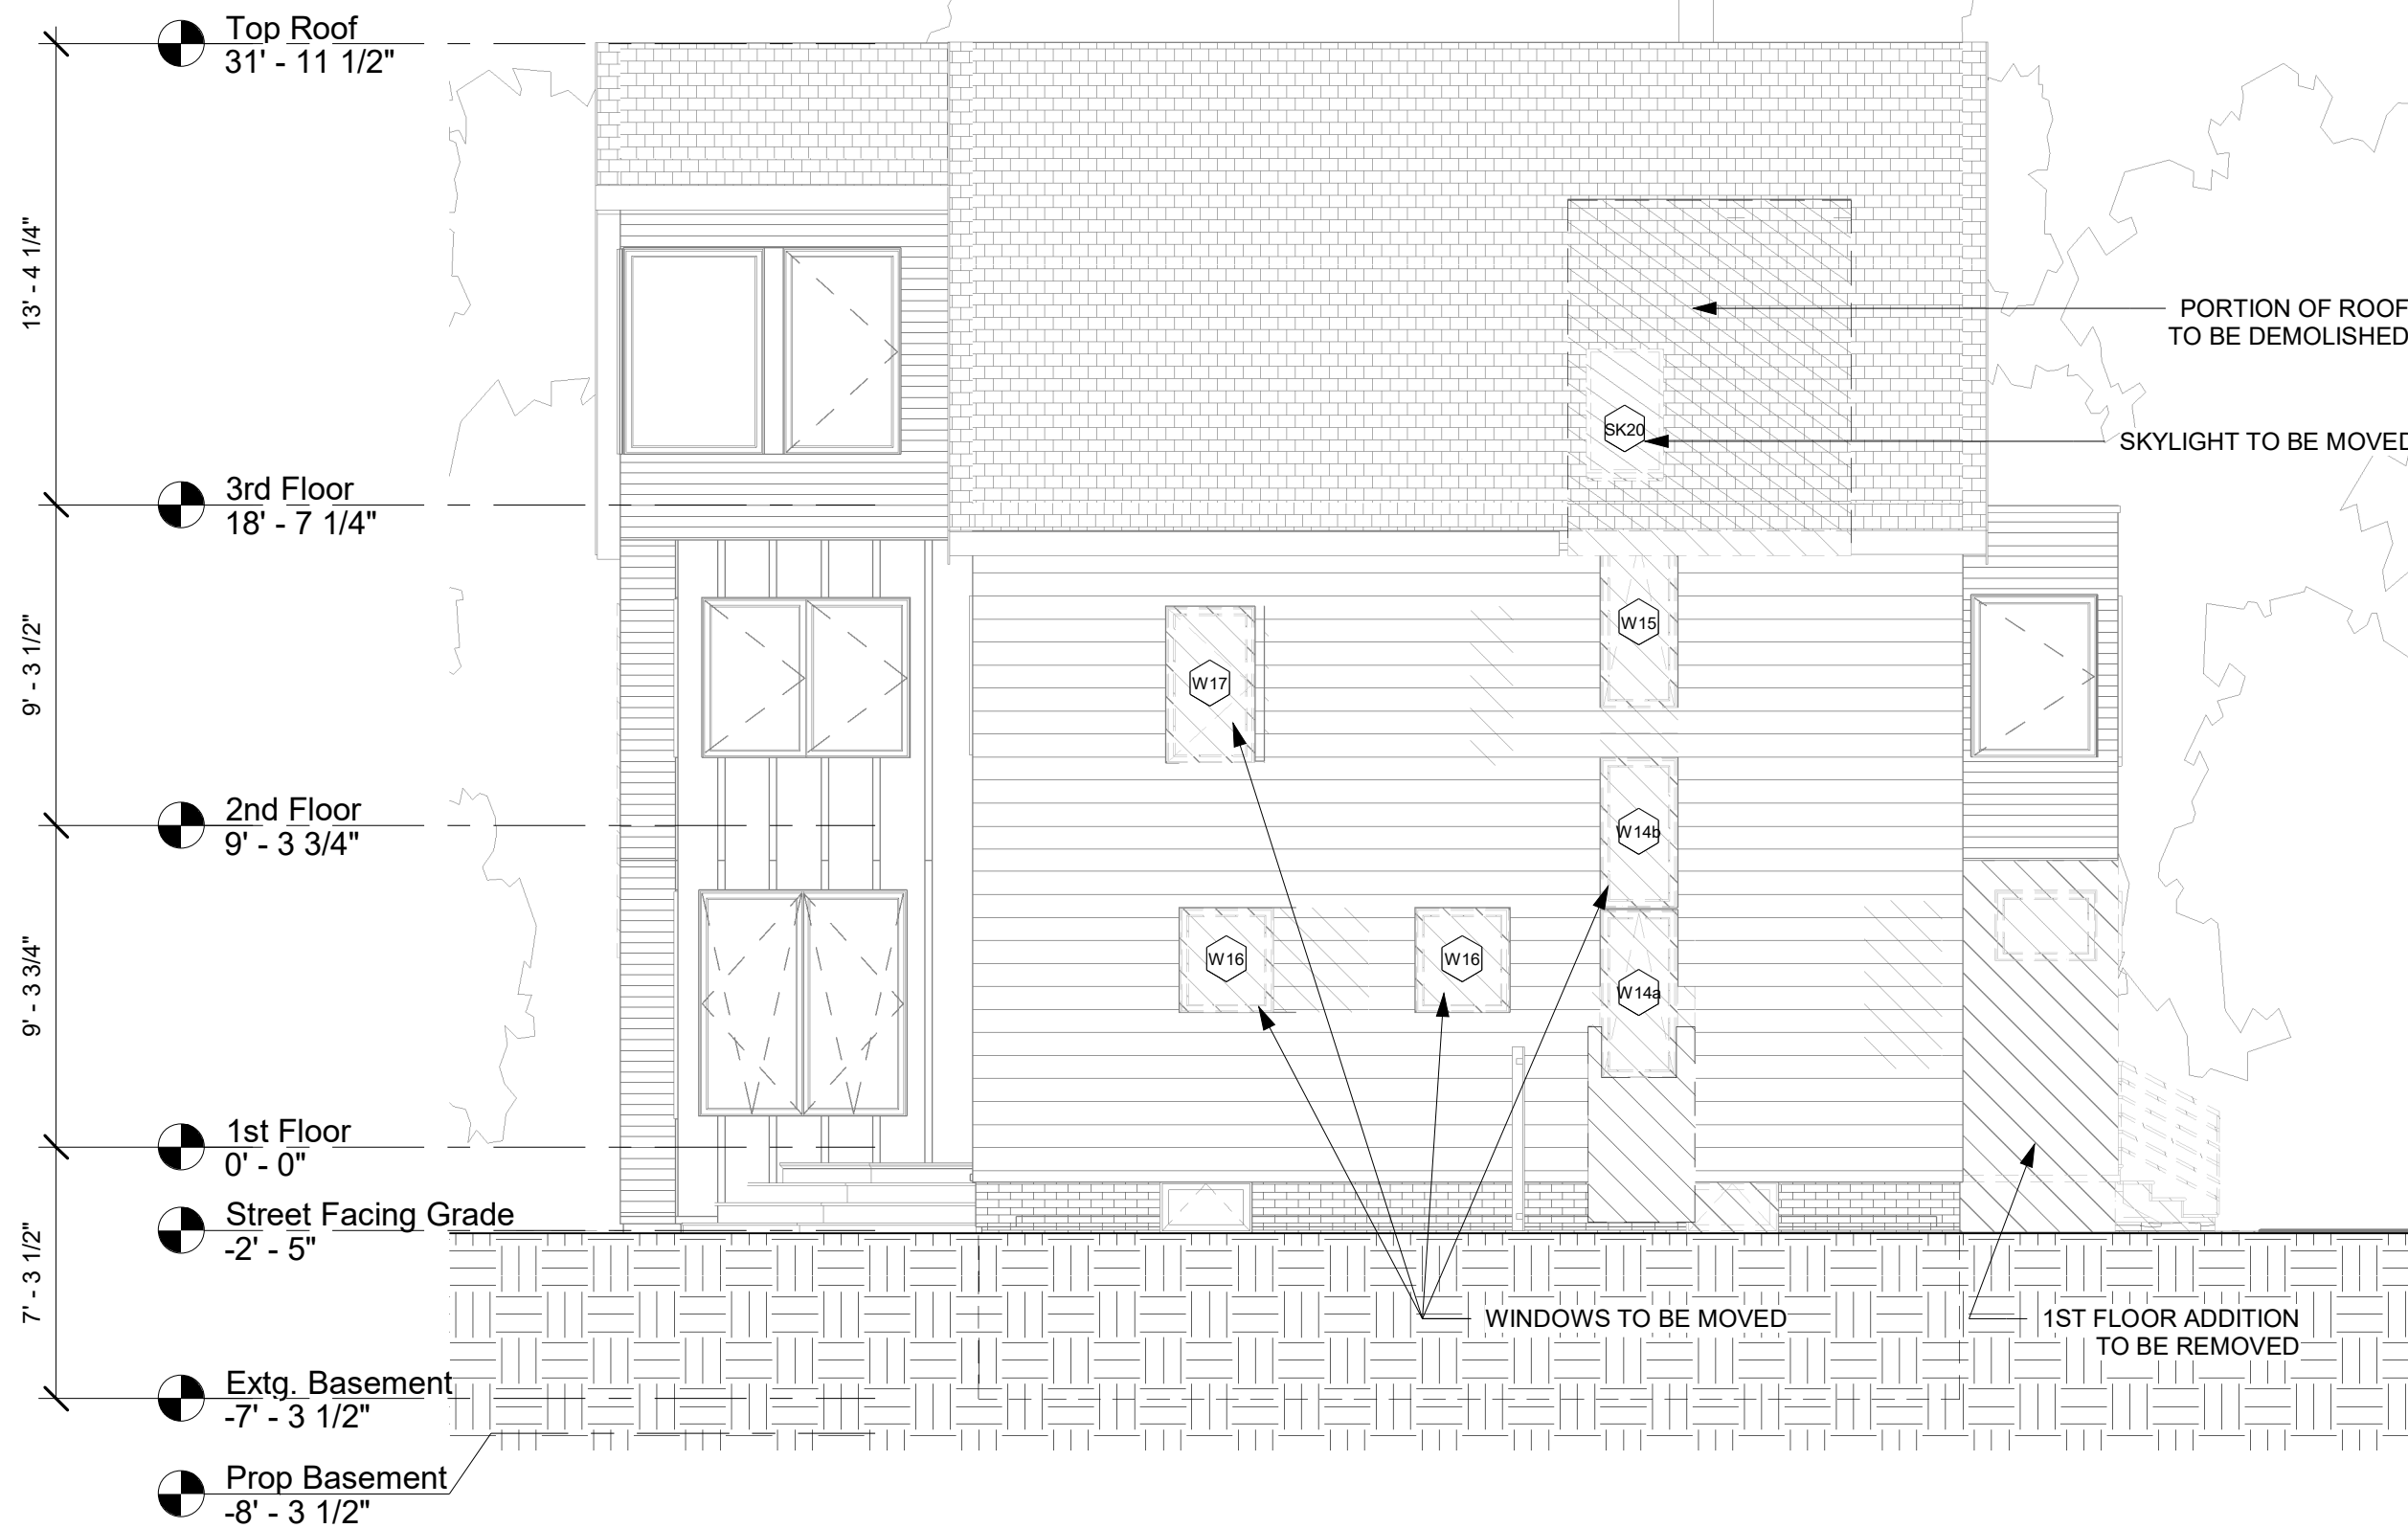 Top Roof
31' - 11 1/2"
13' - 4 1/4"
PORTION OF ROOF
TO BE DEMOLISHED
SK20
SKYLIGHT TO BE MOVED
3rd Floor
18' - 7 1/4"
9' - 3 1/2"
W15
W17
2nd Floor
9' - 3 3/4"
W14b
9' - 3 3/4"
W16
W16
W14a
1st Floor
0' - 0"
Street Facing Grade
-2' - 5"
7' - 3 1/2"
WINDOWS TO BE MOVED
1ST FLOOR ADDITION
TO BE REMOVED
Extg. Basement
-7' - 3 1/2"
Prop Basement
-8' - 3 1/2"